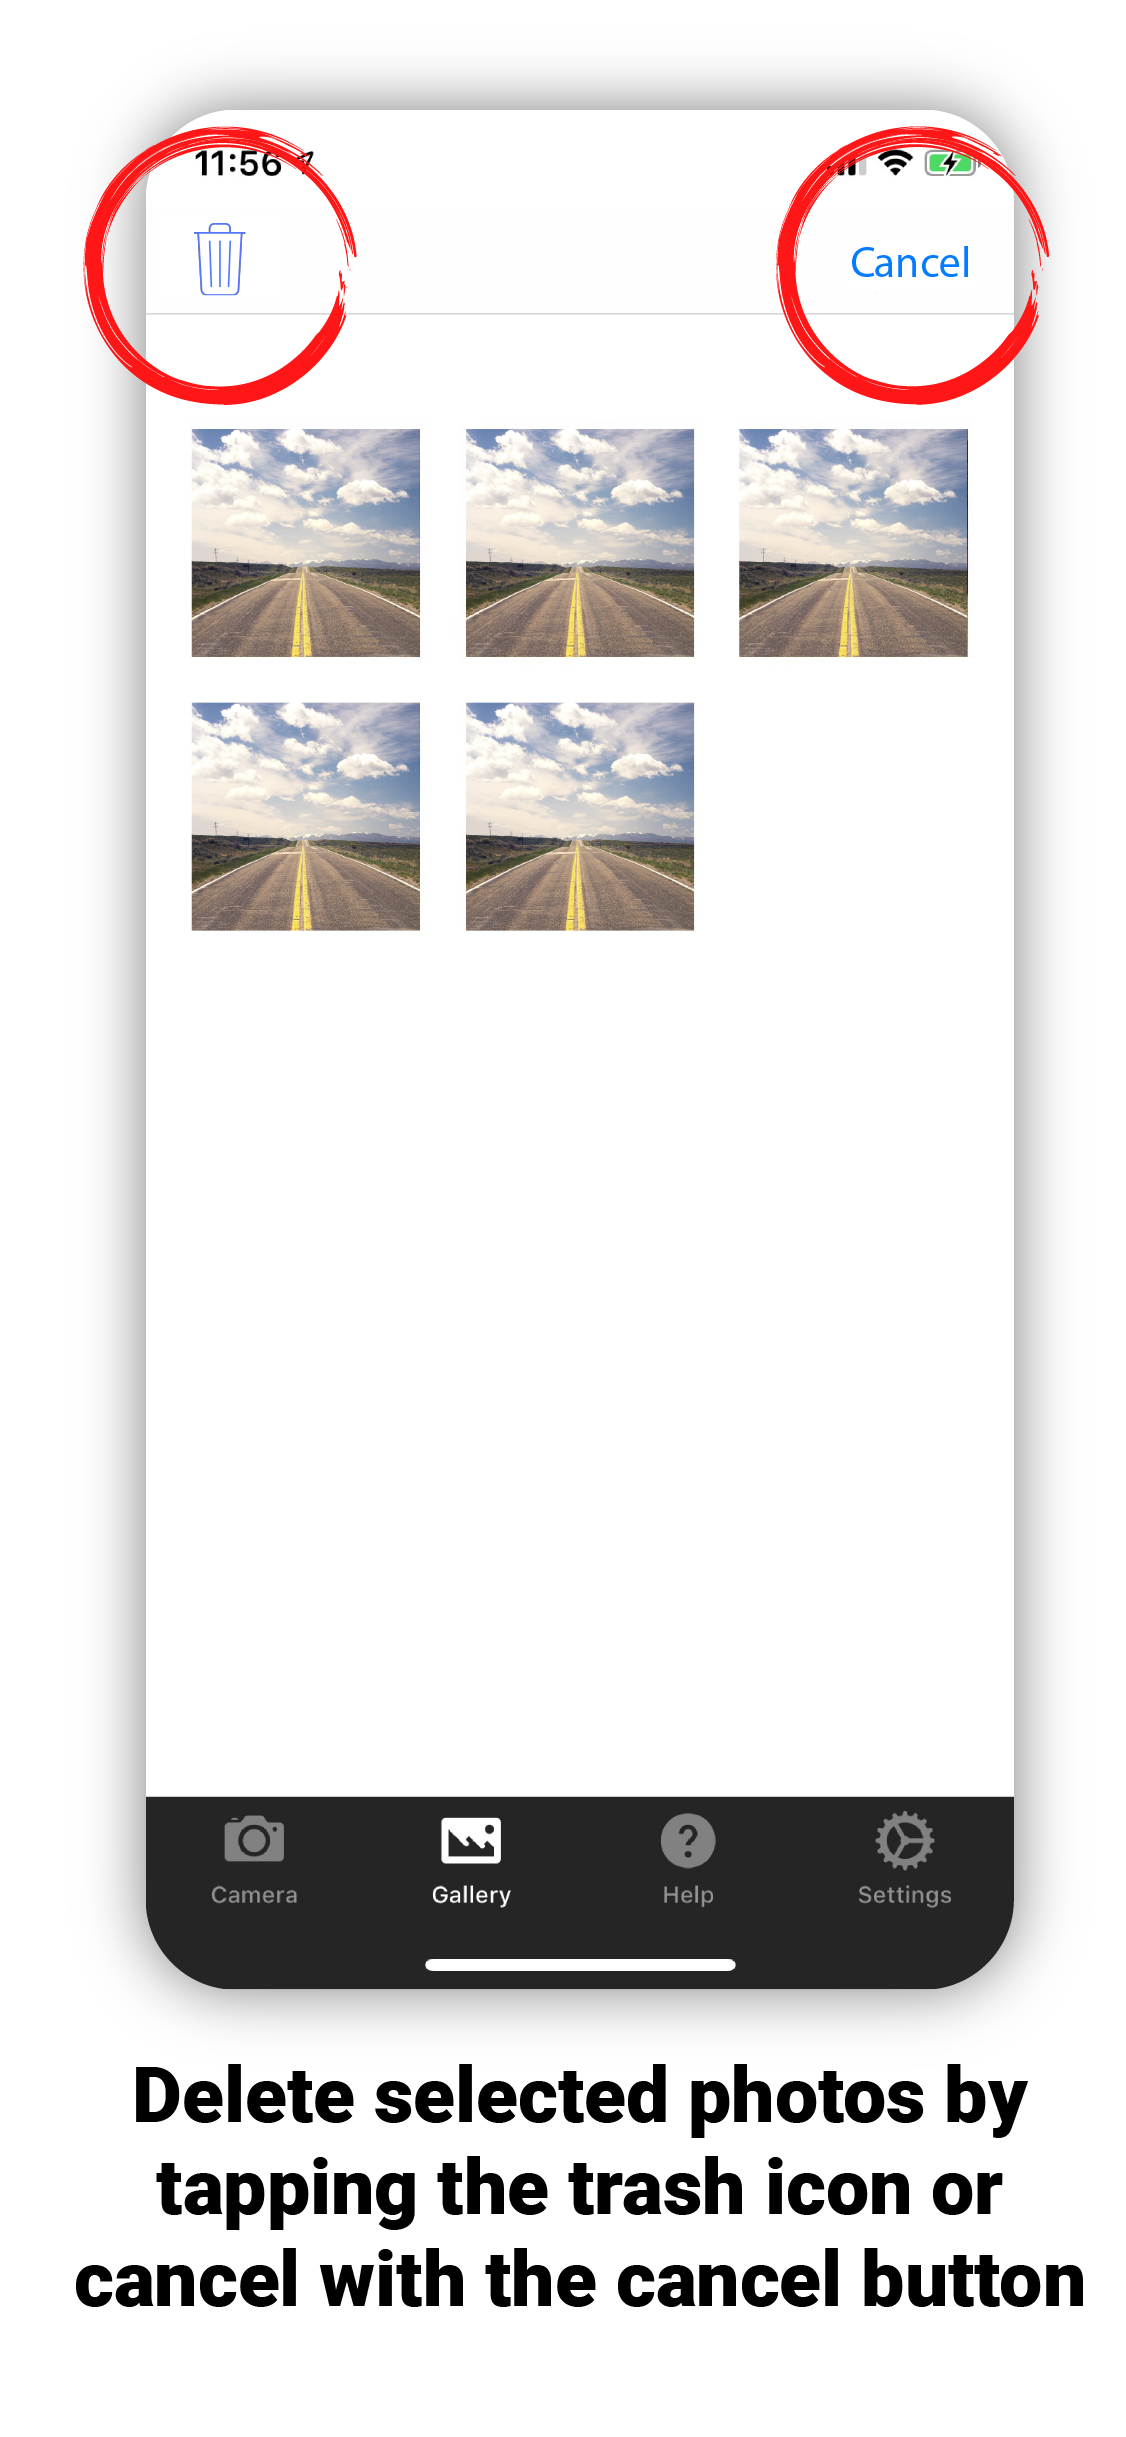 11:56
Cancel
Camera
Gallery
Help
Settings
Delete selected photos by
tapping the trash icon or
cancel with the cancel button